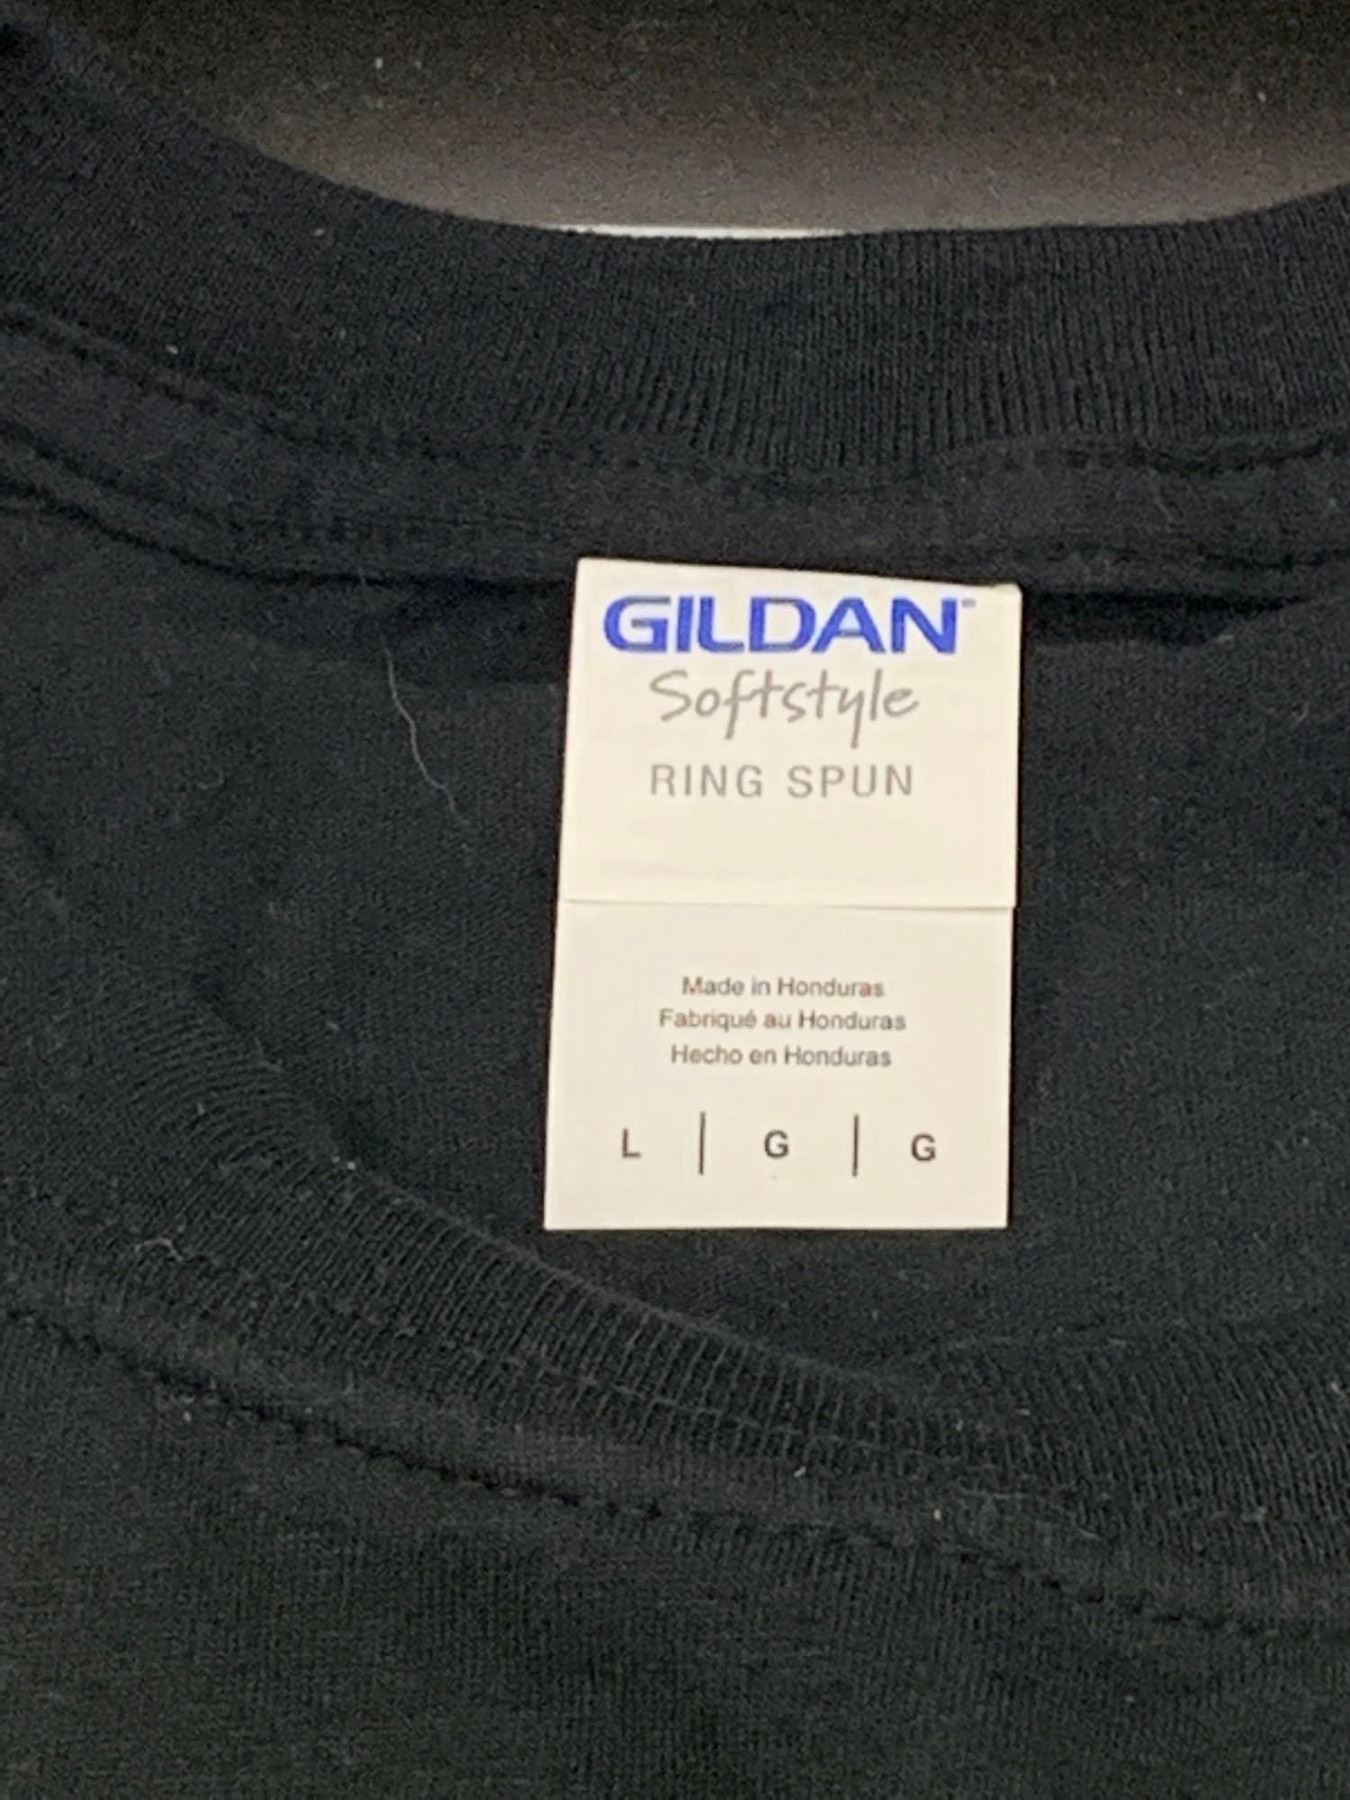 GILDAN
Softstyle
RING SPUN
Made in Honduras
Fabriqué au Honduras
Hecho en Honduras
L | G | G